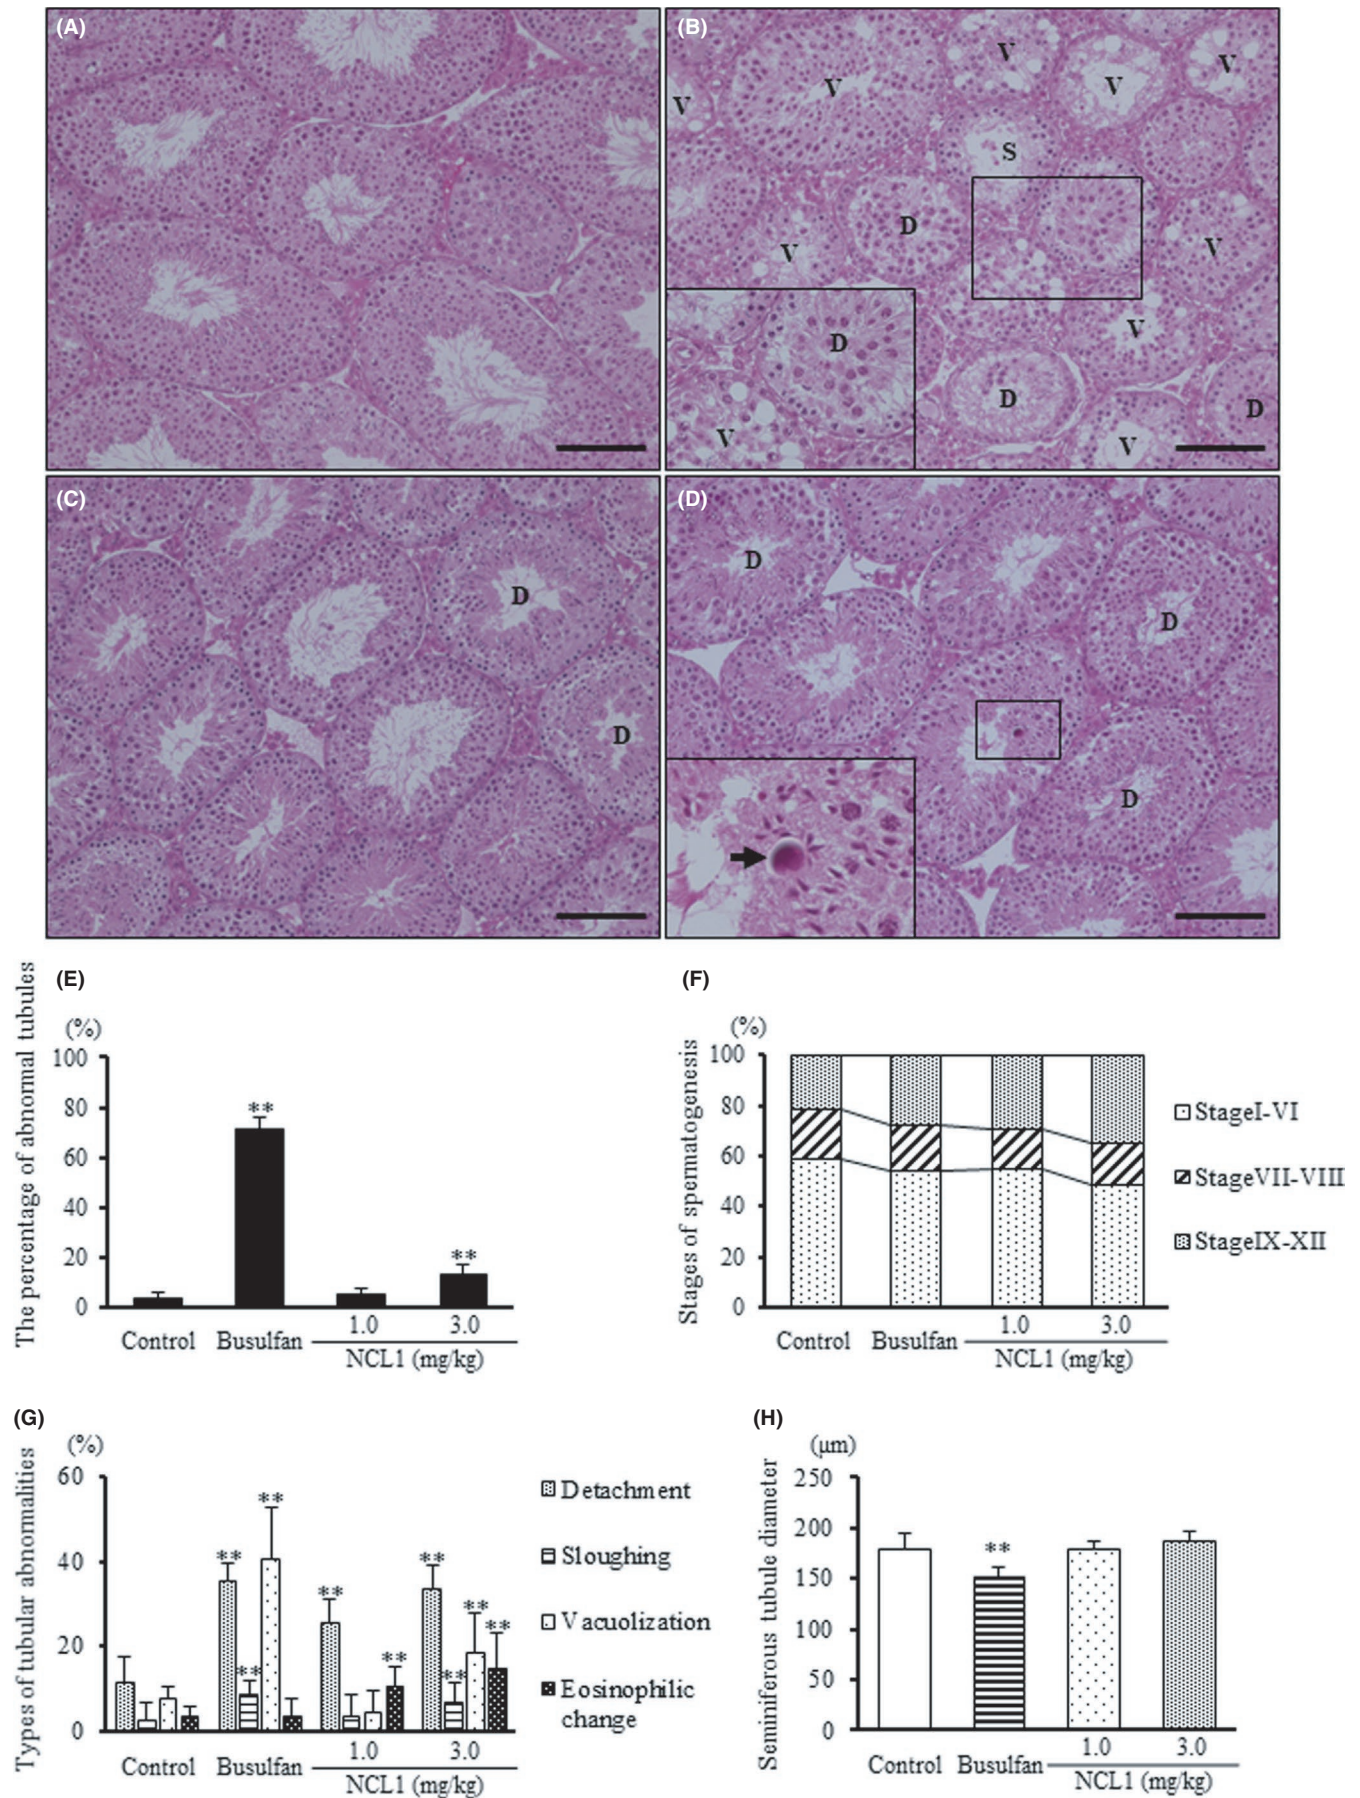 (A)
(B)
V
V
V
V
V
S
D
V
V
V
D
V
D
D
V
(C)
D
D
(D)
D
D
D
(E)
The percentage of abnormal tubules
(%)
100
80
60
40
20
0
**
**
Control
Busulfan
1.0
3.0
NCL1 (mg/kg)
(F)
Stages of spermatogenesis
(%)
100
80
60
40
20
0
StageI-VI
StageVII-VIII
StageIX-XII
Control
Busulfan
1.0
3.0
NCL1 (mg/kg)
(G)
Types of tubular abnormalities
(%)
60
40
20
0
**
**
**
**
**
**
**
**
**
Detachment
Sloughing
Vacuolization
Eosinophilic
change
Control
Busulfan
1.0
3.0
NCL1 (mg/kg)
(H)
Seminiferous tubule diameter
(µm)
250
200
150
100
50
0
**
Control
Busulfan
1.0
3.0
NCL1 (mg/kg)